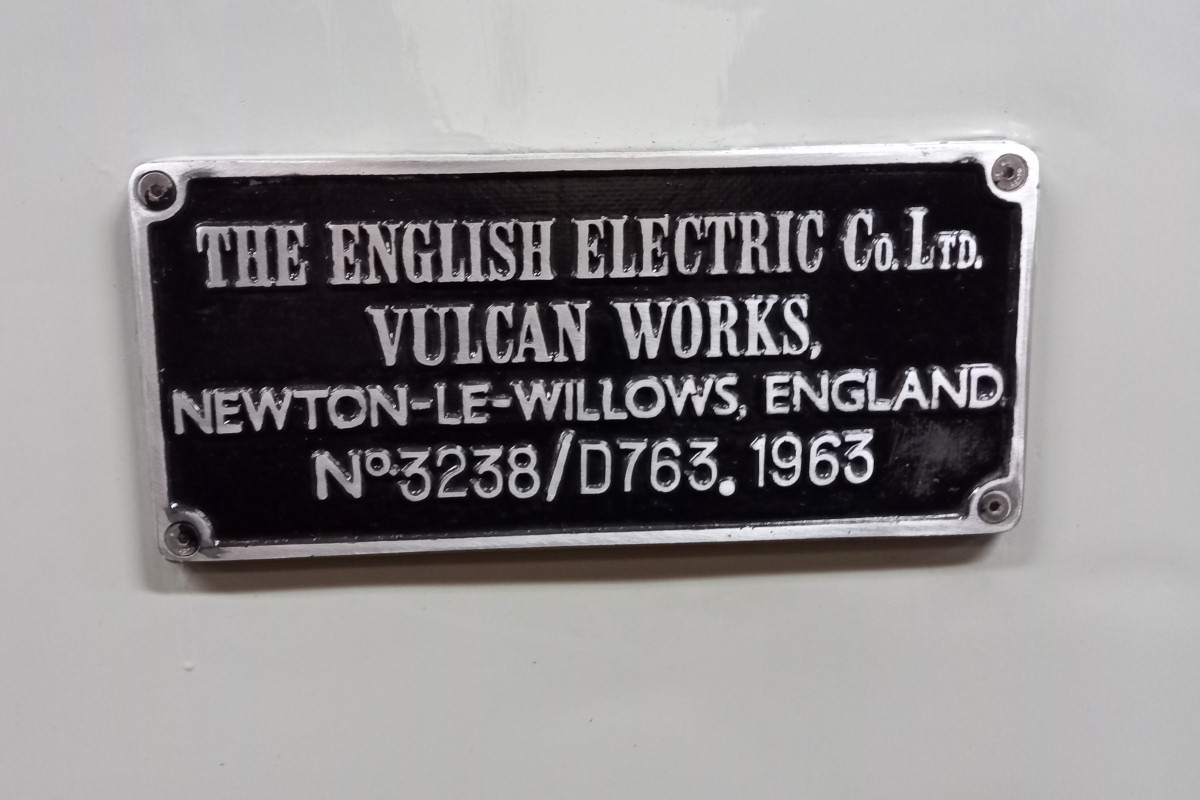 THE ENGLISH ELECTRIC Co. LTD.
VULCAN WORKS,
NEWTON-LE-WILLOWS, ENGLAND
No. 3238/D763. 1963